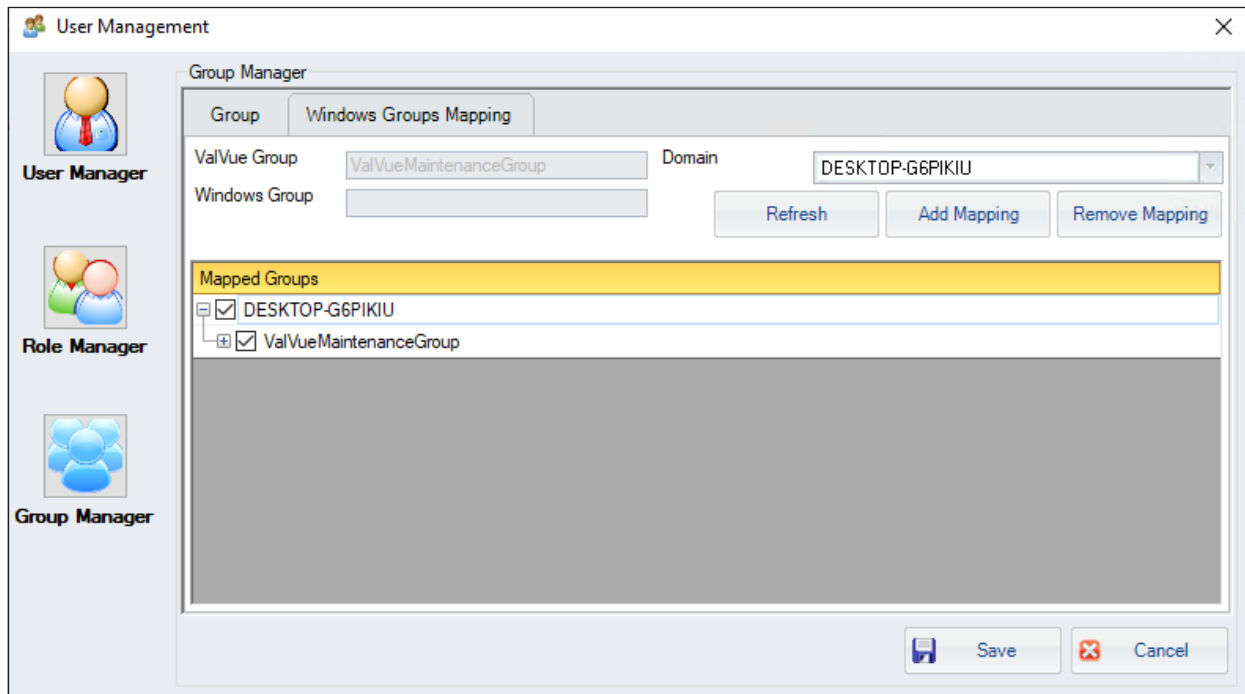 User Management
User Manager
Role Manager
Group Manager
Group Manager
Group
Windows Groups Mapping
ValVue Group
ValVueMaintenanceGroup
Domain
DESKTOP-G6PIKIU
Windows Group
Refresh
Add Mapping
Remove Mapping
Mapped Groups
DESKTOP-G6PIKIU
ValVueMaintenanceGroup
Save
Cancel